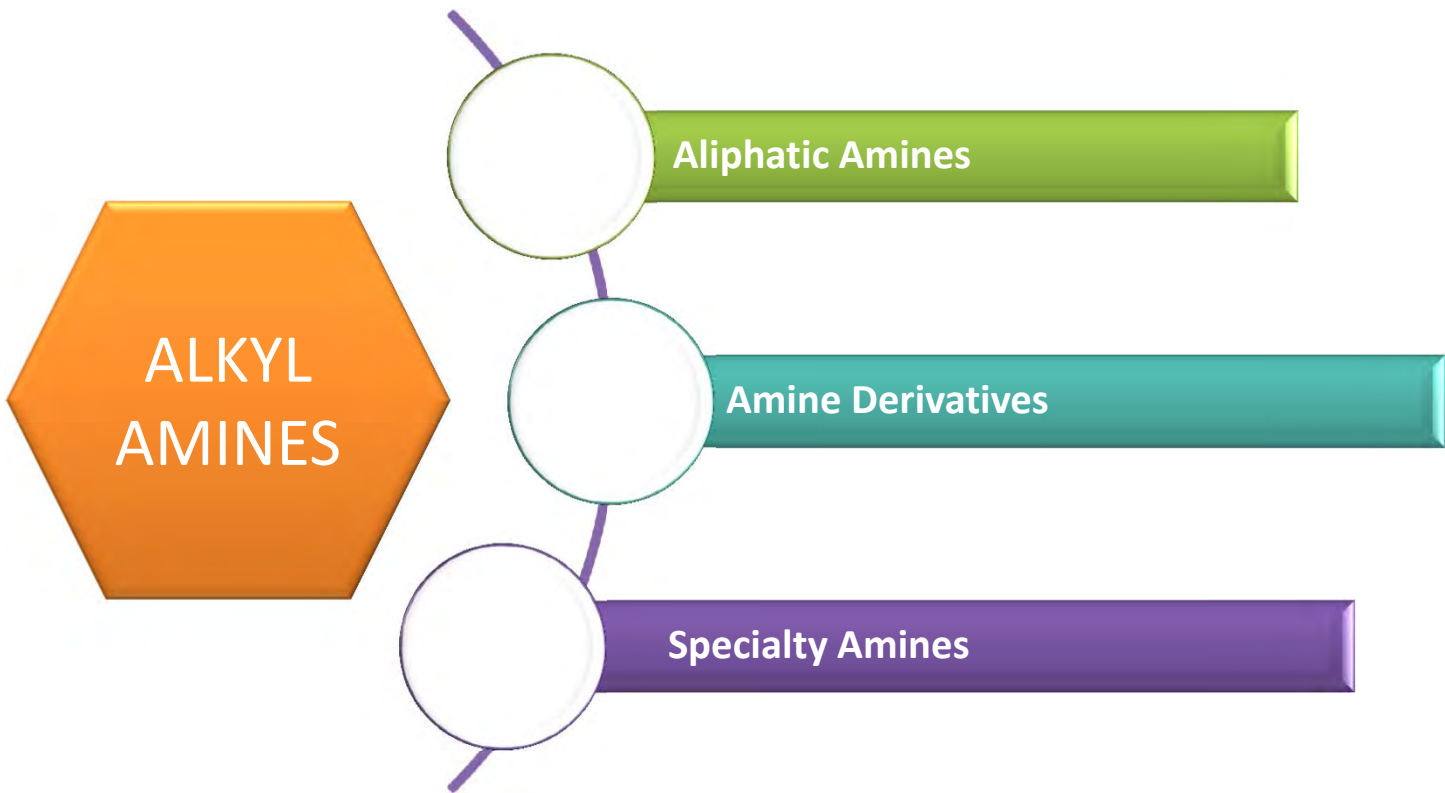 ALKYL
AMINES
Aliphatic Amines
Amine Derivatives
Specialty Amines